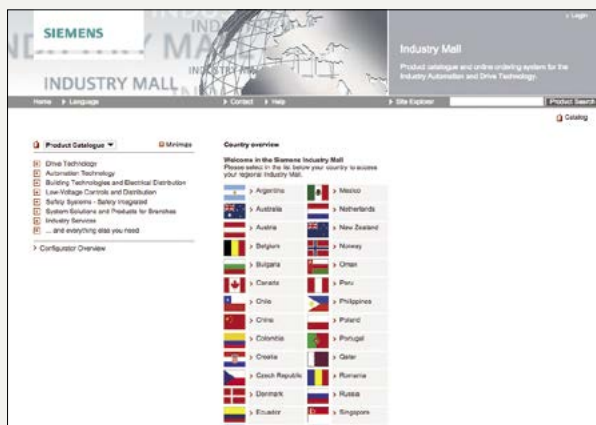 › Login
SIEMENS
INDUSTRY MALL
Industry Mall
Product catalogue and online ordering system for the
Industry Automation and Drive Technology.
Home › Language › Contact › Help › Site Explorer Product Search
Catalog
Product Catalogue Minimize
Drive Technology
Automation Technology
Building Technologies and Electrical Distribution
Low-Voltage Controls and Distribution
Safety Systems - Safety Integrated
System Solutions and Products for Branches
Industry Services
... and everything else you need
› Configurator Overview
Country overview
Welcome in the Siemens Industry Mall
Please select in the list below your country to access
your regional Industry Mall.
› Argentina › Mexico
› Australia › Netherlands
› Austria › New Zealand
› Belgium › Norway
› Bulgaria › Oman
› Canada › Peru
› Chile › Philippines
› China › Poland
› Colombia › Portugal
› Croatia › Qatar
› Czech Republic › Romania
› Denmark › Russia
› Ecuador › Singapore